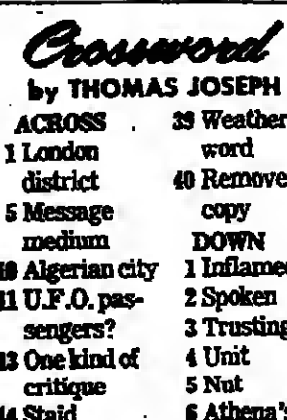 Crossword
by THOMAS JOSEPH
ACROSS
1 London
district
5 Message
medium
10 Algerian city
11 U.F.O. pas-
sengers?
13 One kind of
critique
14 Staid
39 Weather
word
40 Remove
copy
DOWN
1 Inflamed
2 Spoken
3 Trusting
4 Unit
5 Nut
6 Athena's